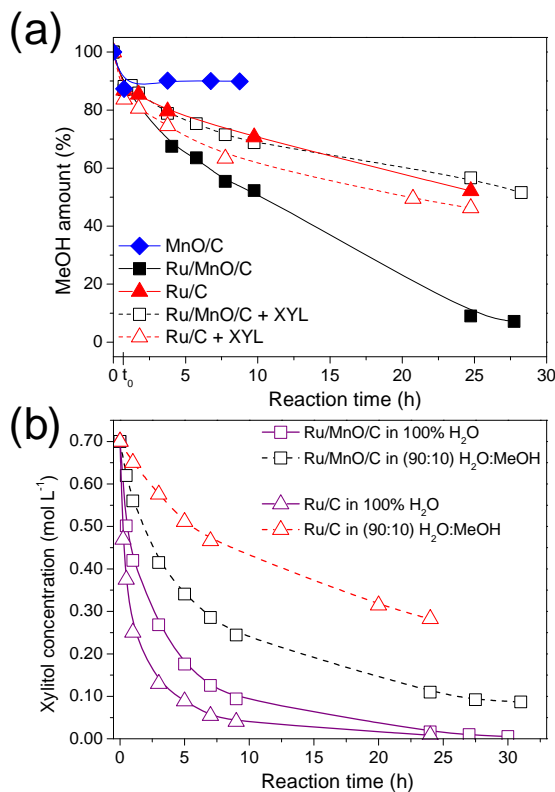 (a)
MeOH amount (%)
100
80
60
40
20
0
MnO/C
Ru/MnO/C
Ru/C
Ru/MnO/C + XYL
Ru/C + XYL
0 t₀ 5 10 15 20 25 30
Reaction time (h)
(b)
Xylitol concentration (mol L⁻¹)
0.70
0.60
0.50
0.40
0.30
0.20
0.10
0.00
Ru/MnO/C in 100% H₂O
Ru/MnO/C in (90:10) H₂O:MeOH
Ru/C in 100% H₂O
Ru/C in (90:10) H₂O:MeOH
0 5 10 15 20 25 30
Reaction time (h)